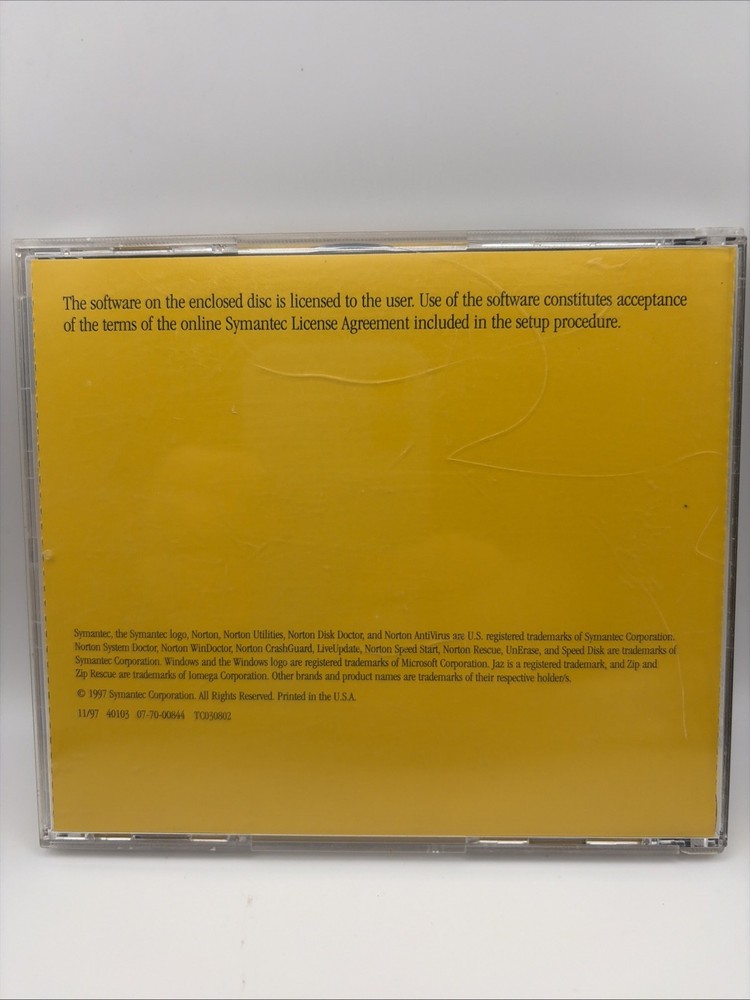 The software on the enclosed disc is licensed to the user. Use of the software constitutes acceptance
of the terms of the online Symantec License Agreement included in the setup procedure.
Symantec, the Symantec logo, Norton, Norton Utilities, Norton Disk Doctor, and Norton AntiVirus are U.S. registered trademarks of Symantec Corporation.
Norton System Doctor, Norton WinDoctor, Norton CrashGuard, LiveUpdate, Norton Speed Start, Norton Rescue, UnErase, and Speed Disk are trademarks of
Symantec Corporation. Windows and the Windows logo are registered trademarks of Microsoft Corporation. Jaz is a registered trademark, and Zip and
Zip Rescue are trademarks of Iomega Corporation. Other brands and product names are trademarks of their respective holder/s.
© 1997 Symantec Corporation. All Rights Reserved. Printed in the U.S.A.
11/97 40103 07-70-00844 TC030802